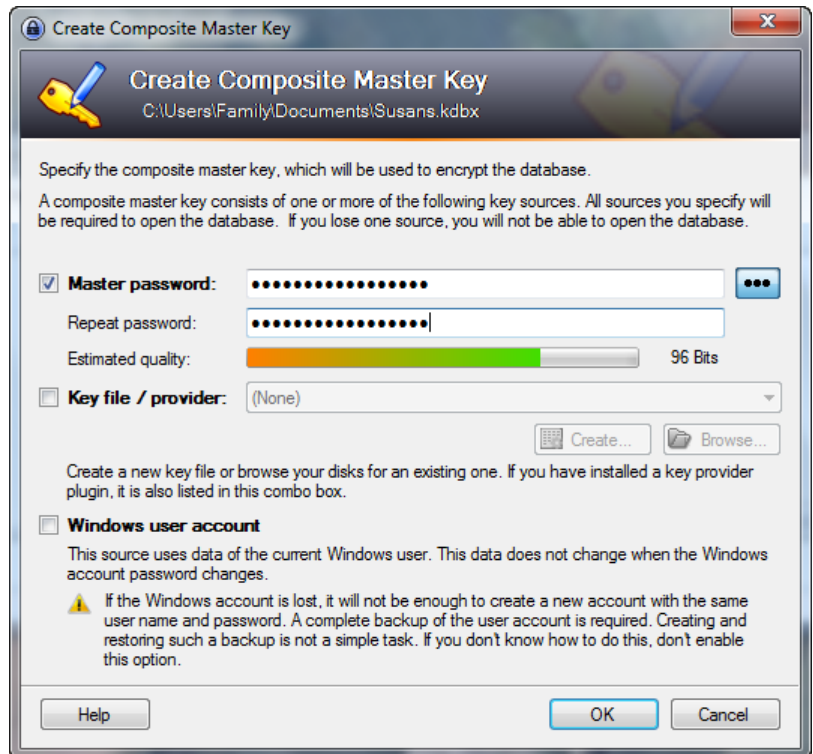 Create Composite Master Key
Create Composite Master Key
C:\Users\Family\Documents\Susans.kdbx
Specify the composite master key, which will be used to encrypt the database.
A composite master key consists of one or more of the following key sources. All sources you specify will
be required to open the database. If you lose one source, you will not be able to open the database.
Master password: •••••••••••••••••
Repeat password: •••••••••••••••••
Estimated quality: 96 Bits
Key file / provider: (None)
Create... Browse...
Create a new key file or browse your disks for an existing one. If you have installed a key provider
plugin, it is also listed in this combo box.
Windows user account
This source uses data of the current Windows user. This data does not change when the Windows
account password changes.
If the Windows account is lost, it will not be enough to create a new account with the same
user name and password. A complete backup of the user account is required. Creating and
restoring such a backup is not a simple task. If you don't know how to do this, don't enable
this option.
Help OK Cancel